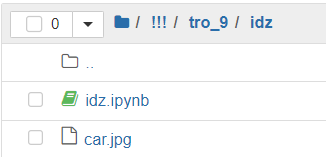 0 / !!! / tro_9 / idz
..
idz.ipynb
car.jpg